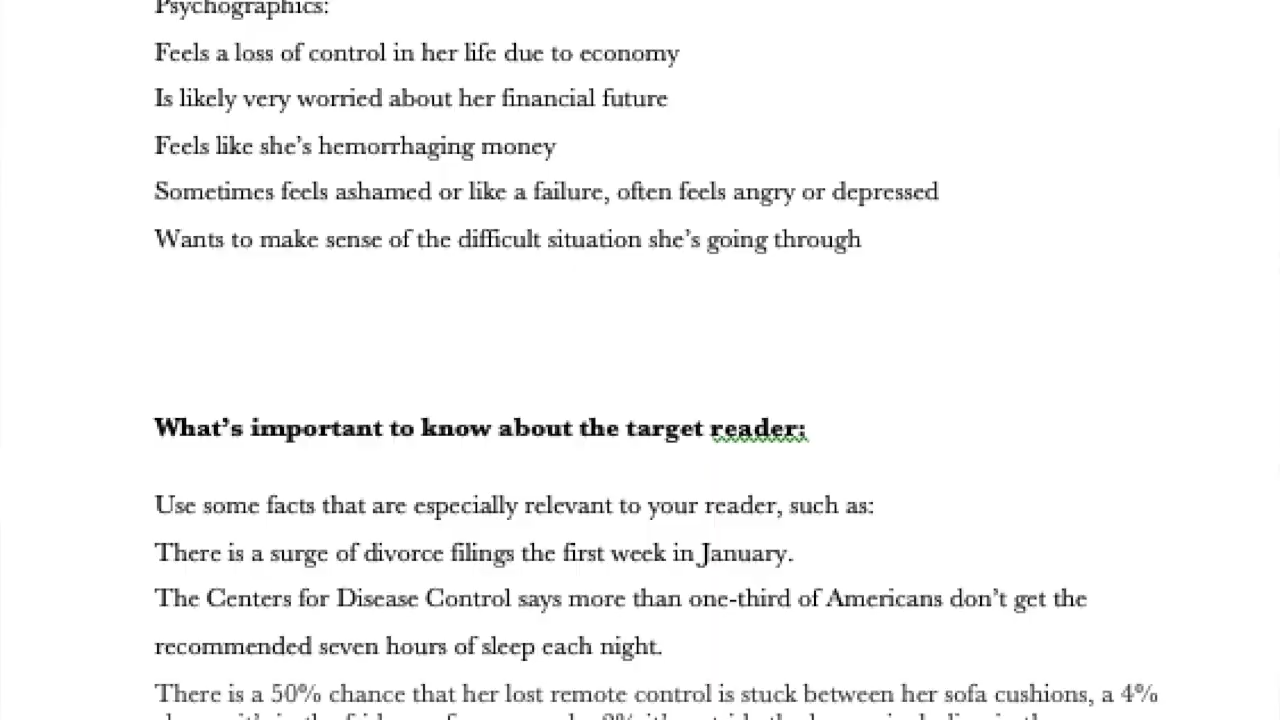 Psychographics:
Feels a loss of control in her life due to economy
Is likely very worried about her financial future
Feels like she's hemorrhaging money
Sometimes feels ashamed or like a failure, often feels angry or depressed
Wants to make sense of the difficult situation she's going through
What's important to know about the target reader:
Use some facts that are especially relevant to your reader, such as:
There is a surge of divorce filings the first week in January.
The Centers for Disease Control says more than one-third of Americans don't get the
recommended seven hours of sleep each night.
There is a 50% chance that her lost remote control is stuck between her sofa cushions, a 4%